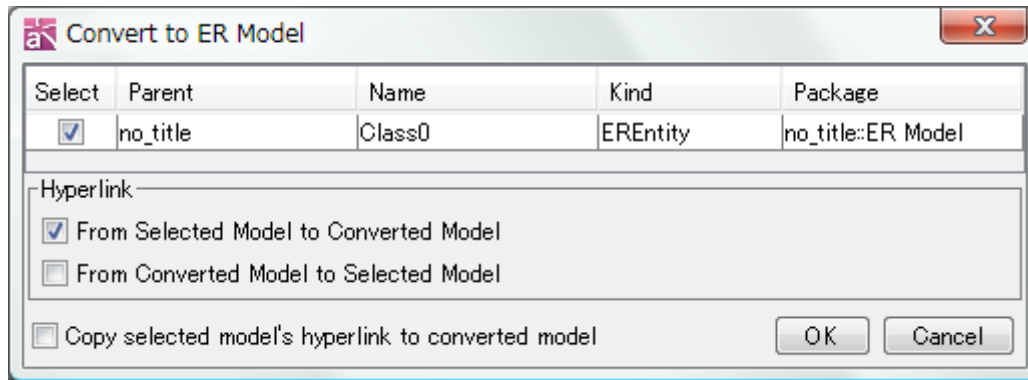 Convert to ER Model
Select Parent Name Kind Package
no_title Class0 EREntity no_title::ER Model
Hyperlink
From Selected Model to Converted Model
From Converted Model to Selected Model
Copy selected model's hyperlink to converted model OK Cancel